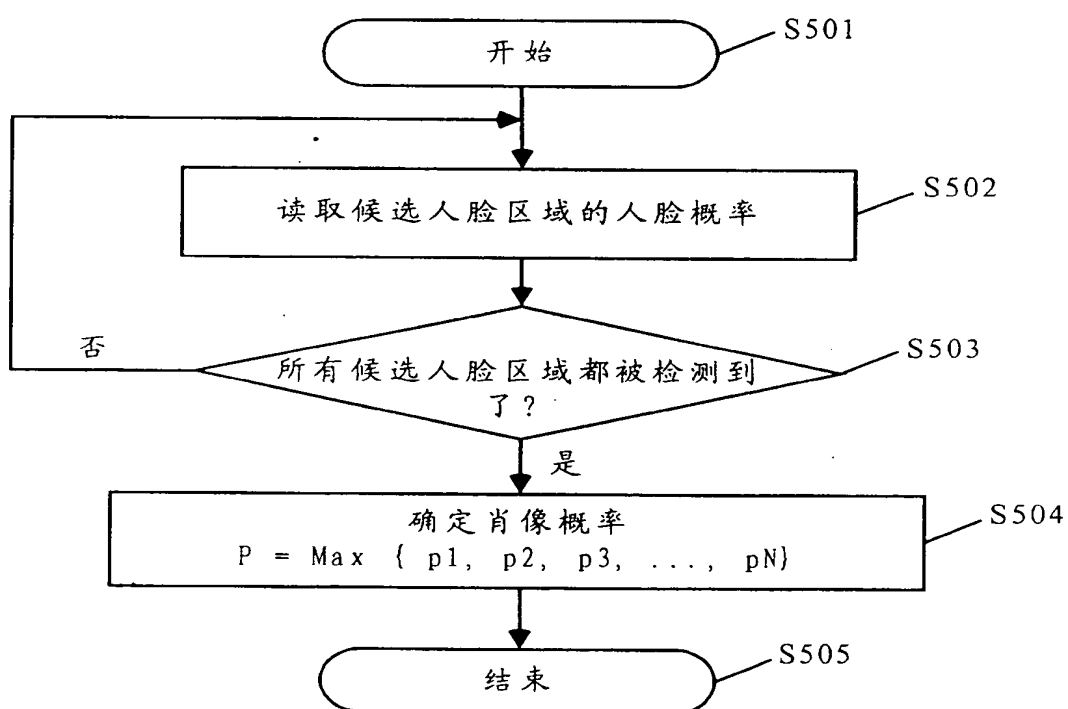 开始
S501
读取候选人脸区域的人脸概率
S502
否
所有候选人脸区域都被检测到
了?
S503
是
确定肖像概率
P = Max { p1, p2, p3, ..., pN}
S504
结束
S505